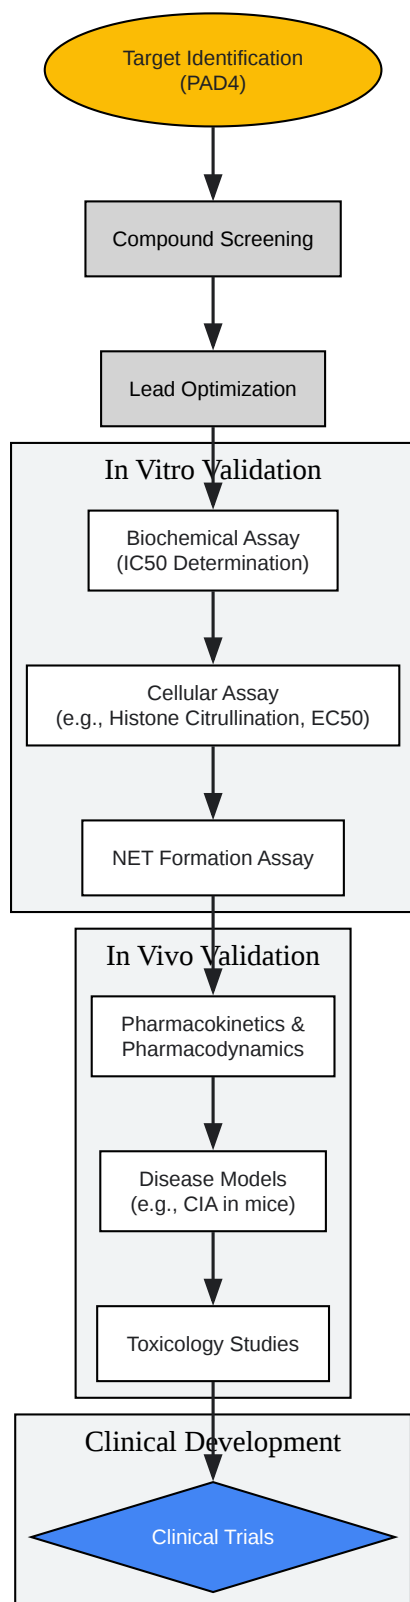 Target Identification
(PAD4)
Compound Screening
Lead Optimization
In Vitro Validation
Biochemical Assay
(IC50 Determination)
Cellular Assay
(e.g., Histone Citrullination, EC50)
NET Formation Assay
In Vivo Validation
Pharmacokinetics &
Pharmacodynamics
Disease Models
(e.g., CIA in mice)
Toxicology Studies
Clinical Development
Clinical Trials